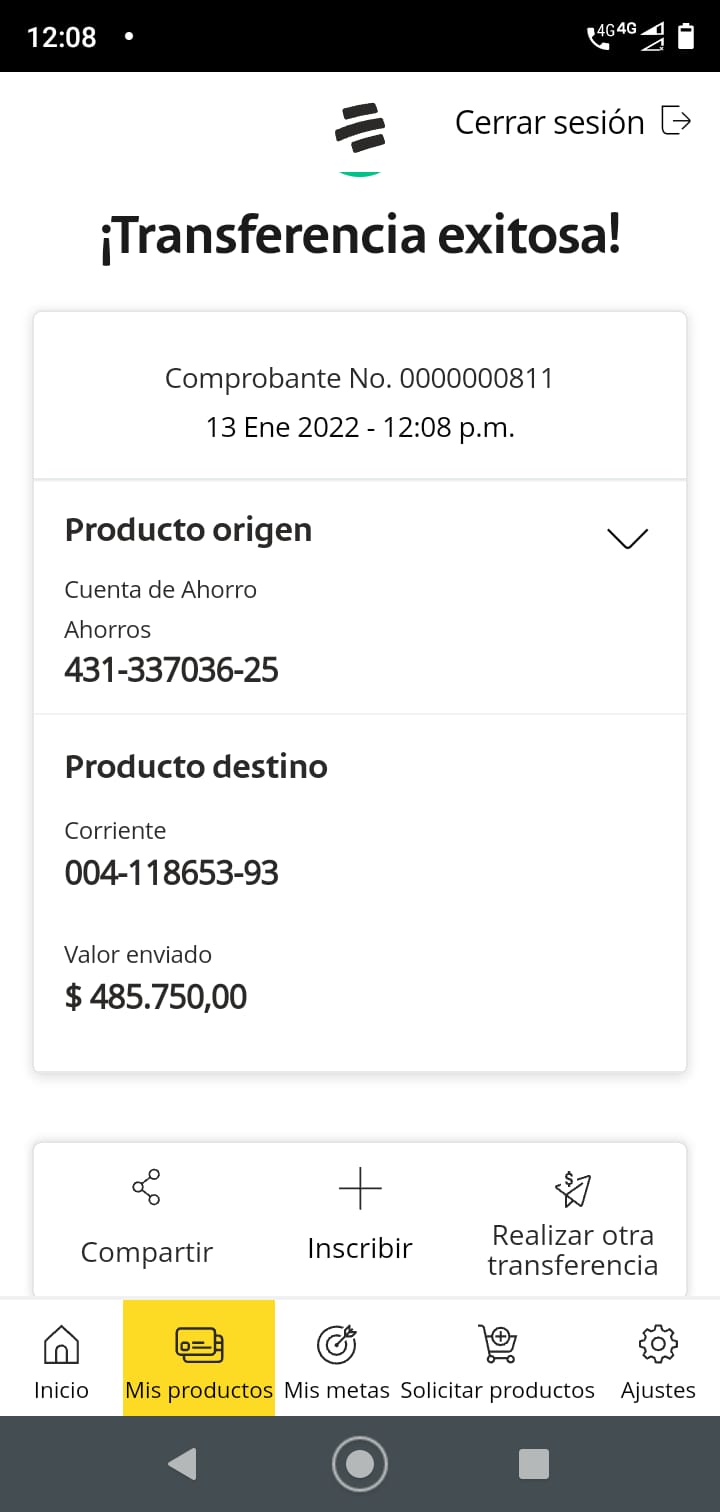 12:08
4G 4G
Cerrar sesión
¡Transferencia exitosa!
Comprobante No. 0000000811
13 Ene 2022 - 12:08 p.m.
Producto origen
Cuenta de Ahorro
Ahorros
431-337036-25
Producto destino
Corriente
004-118653-93
Valor enviado
$ 485.750,00
Compartir
Inscribir
Realizar otra
transferencia
Inicio
Mis productos
Mis metas
Solicitar productos
Ajustes